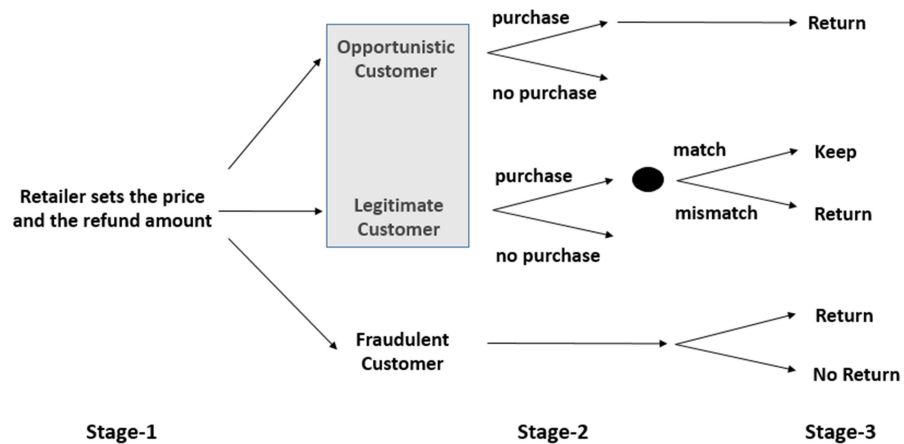 purchase
Return
Opportunistic
Customer
no purchase
match
Keep
purchase
Retailer sets the price
and the refund amount
Legitimate
Customer
mismatch
Return
no purchase
Return
Fraudulent
Customer
No Return
Stage-1
Stage-2
Stage-3